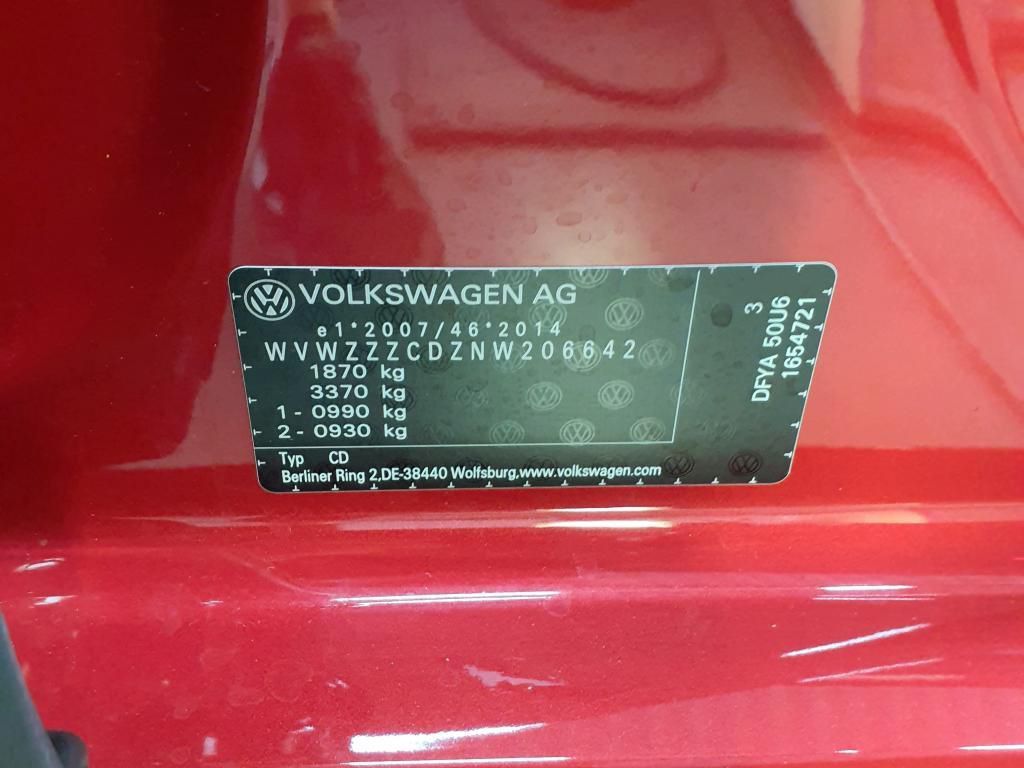 VOLKSWAGEN AG
e1*2007/46*2014
WVWZZZCDZNW206642
1870 kg
3370 kg
1 - 0990 kg
2 - 0930 kg
Typ CD
Berliner Ring 2,DE-38440 Wolfsburg,www.volkswagen.com
3
DFYA 50U6
1654721